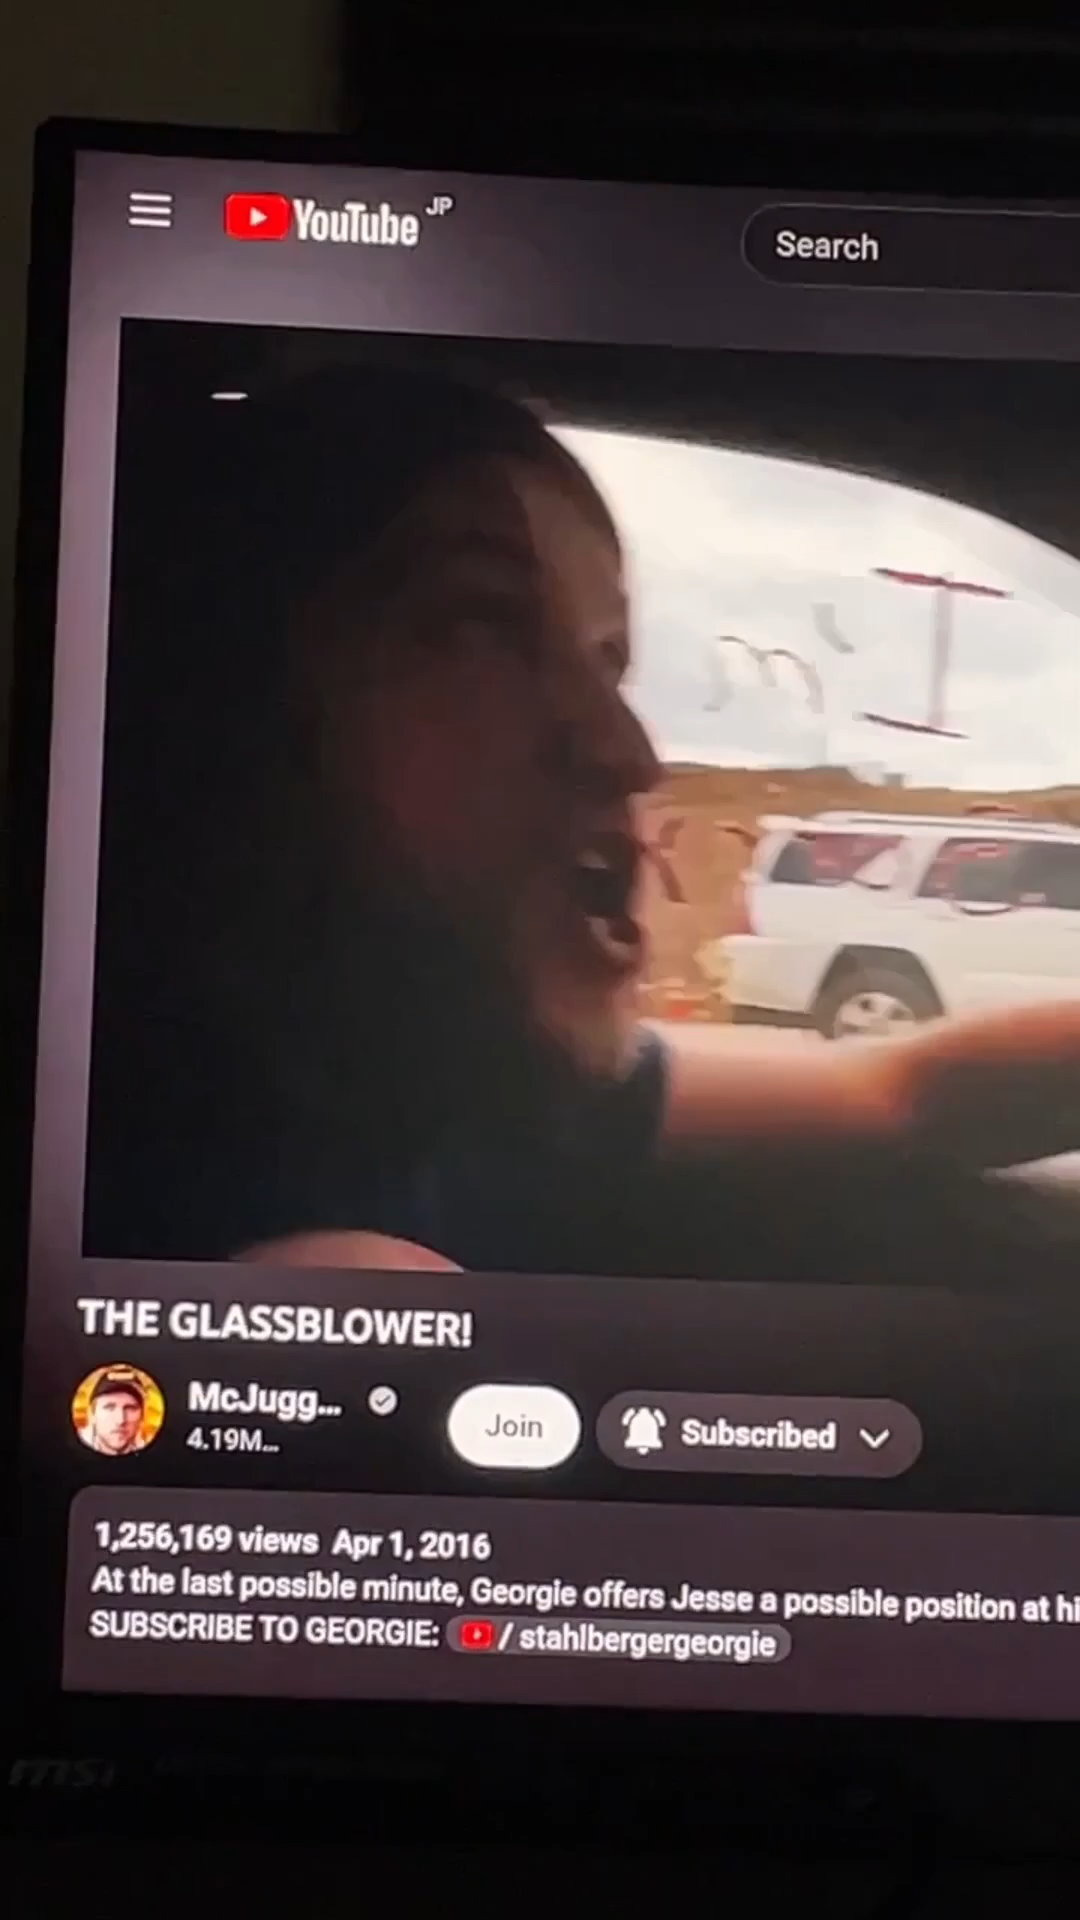 YouTube JP
Search
THE GLASSBLOWER!
McJugg...
4.19M...
Join
Subscribed
1,256,169 views Apr 1, 2016
At the last possible minute, Georgie offers Jesse a possible position at hi
SUBSCRIBE TO GEORGIE: / stahlbergergeorgie
msi